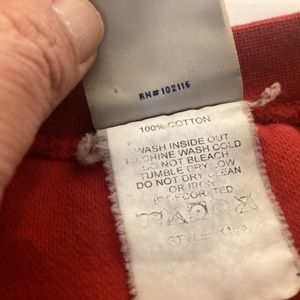 RN#102116
100% COTTON
WASH INSIDE OUT
MACHINE WASH COLD
DO NOT BLEACH
TUMBLE DRY LOW
DO NOT DRY CLEAN
OR IRON
IF DECORATED
STYLE